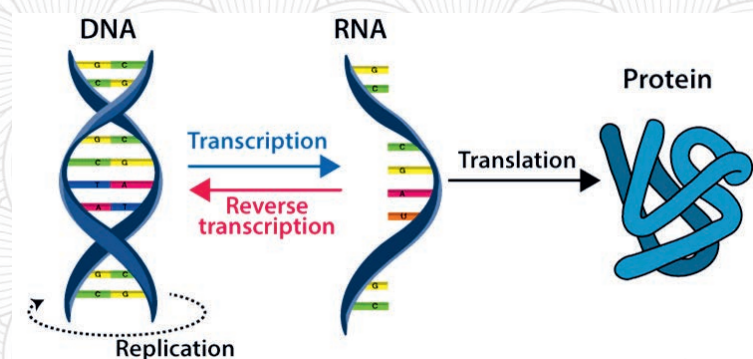 DNA
RNA
Protein
G C
C G
G C
C G
T A
A T
G C
C G
G
C
C
G
A
U
G
C
Transcription
Reverse
transcription
Translation
Replication